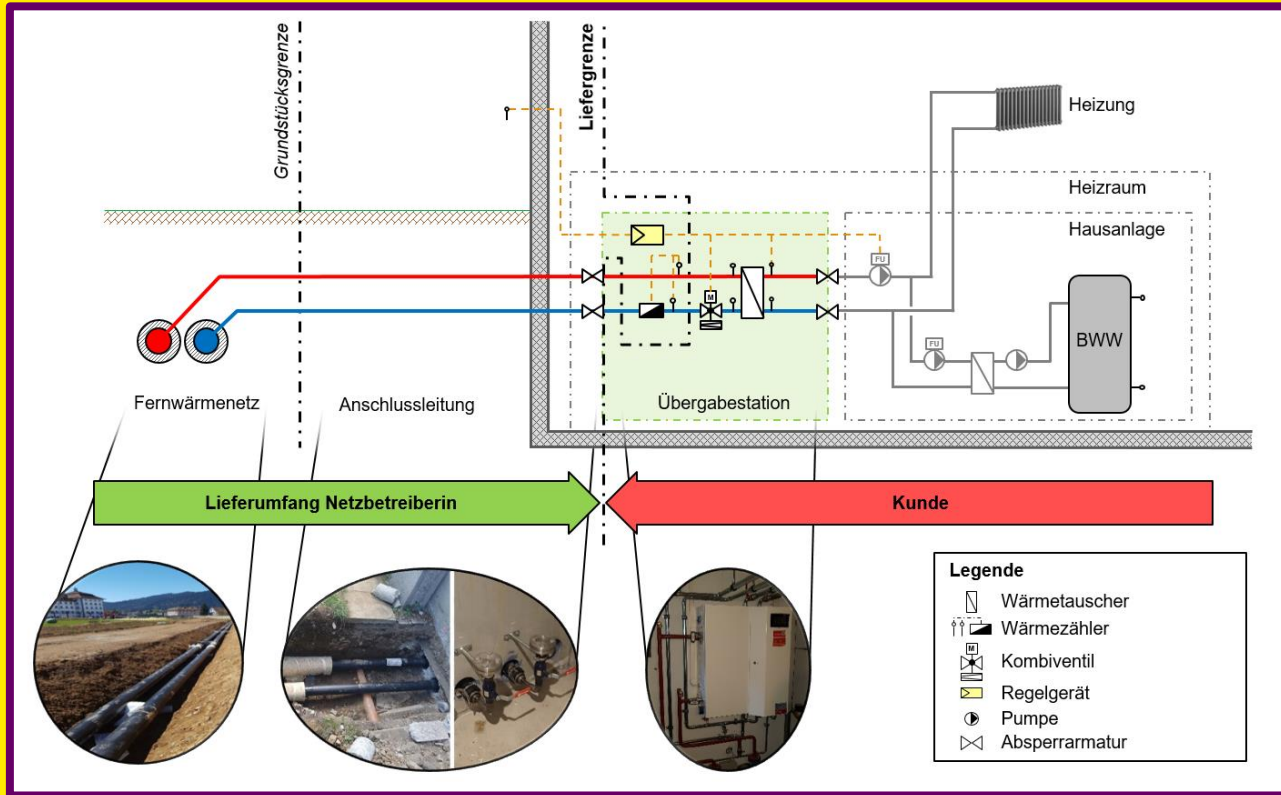 Grundstücksgrenze
Liefergrenze
Heizung
Heizraum
Hausanlage
FU
M
FU
BWW
Fernwärmenetz
Anschlussleitung
Übergabestation
Lieferumfang Netzbetreiberin
Kunde
Legende
Wärmetauscher
Wärmezähler
M
Kombiventil
Regelgerät
Pumpe
Absperrarmatur